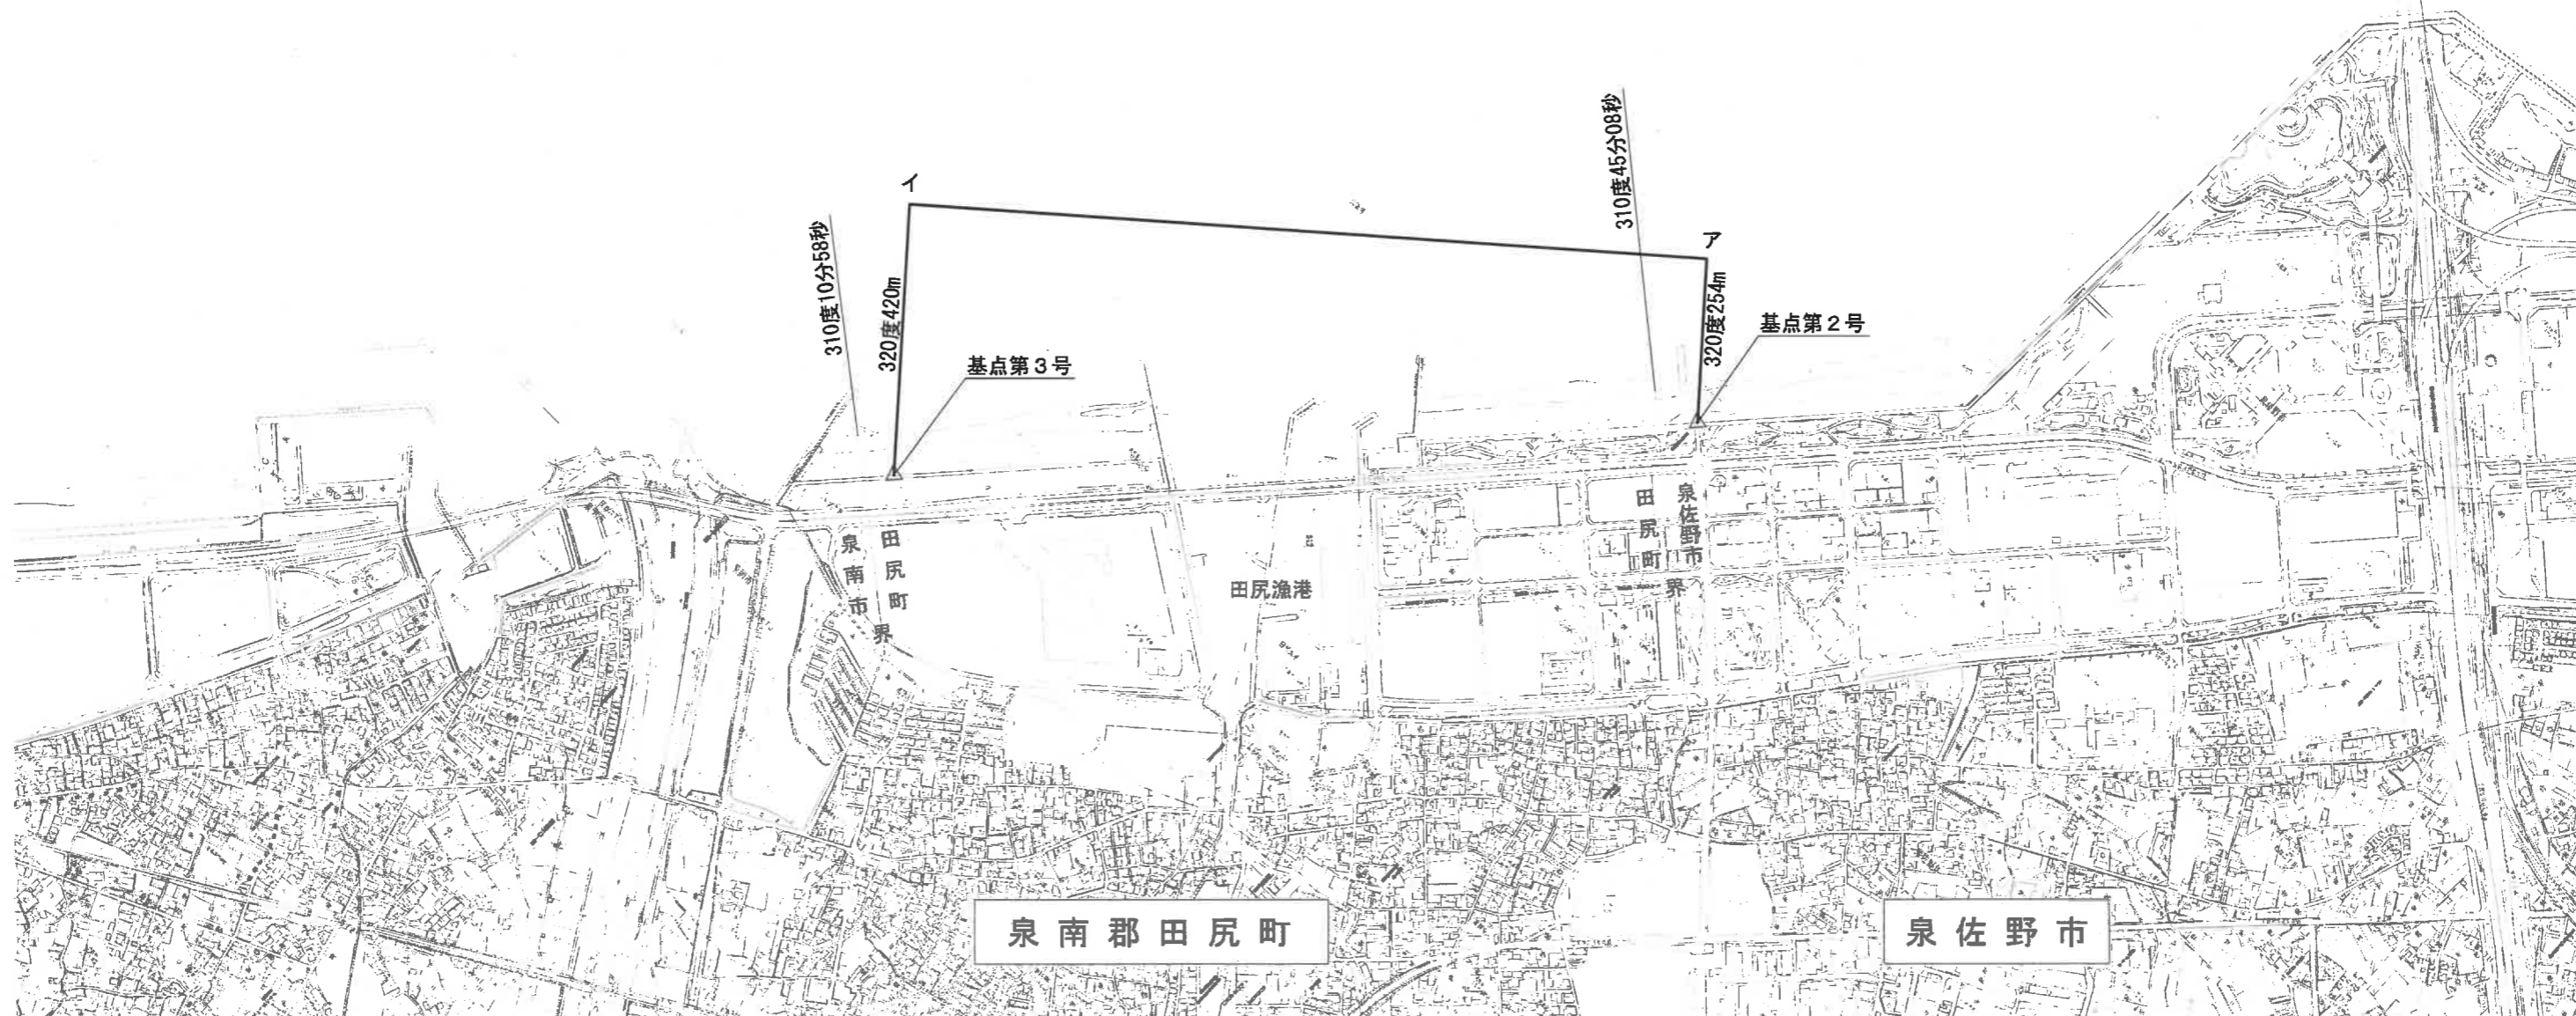 310度45分08秒
イ
ア
310度10分58秒
320度420m
320度254m
基点第2号
基点第3号
田尻町
泉佐野市
界
泉南市
田尻町
界
田尻漁港
泉南郡田尻町
泉佐野市